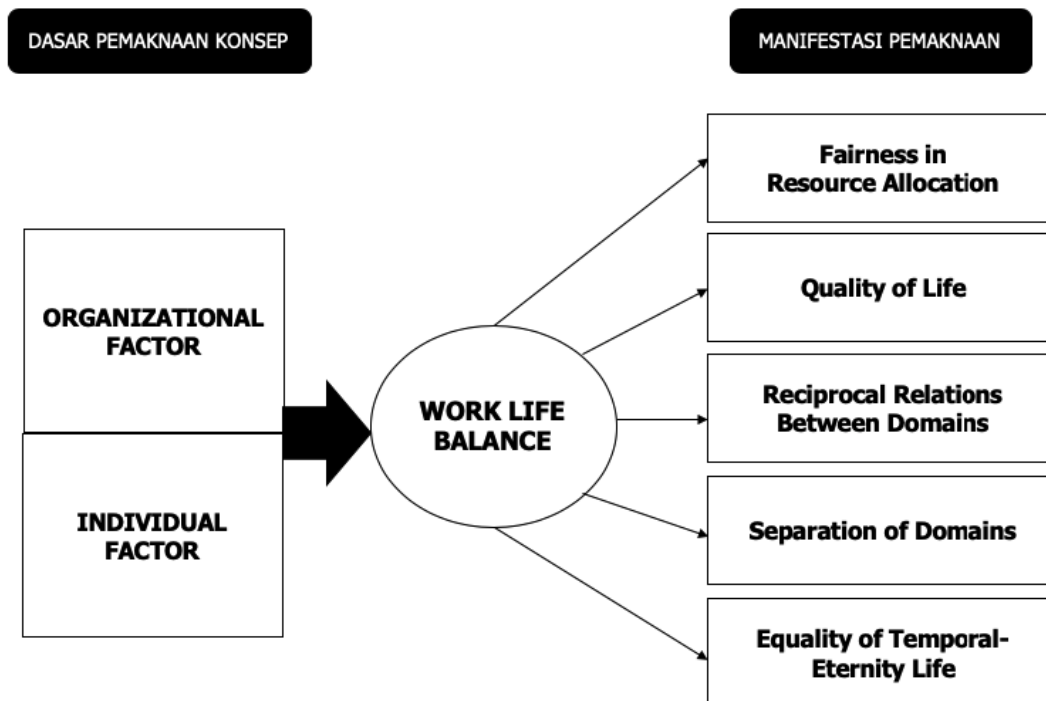 DASAR PEMAKNAAN KONSEP
MANIFESTASI PEMAKNAAN
ORGANIZATIONAL
FACTOR
INDIVIDUAL
FACTOR
WORK LIFE
BALANCE
Fairness in
Resource Allocation
Quality of Life
Reciprocal Relations
Between Domains
Separation of Domains
Equality of Temporal-
Eternity Life